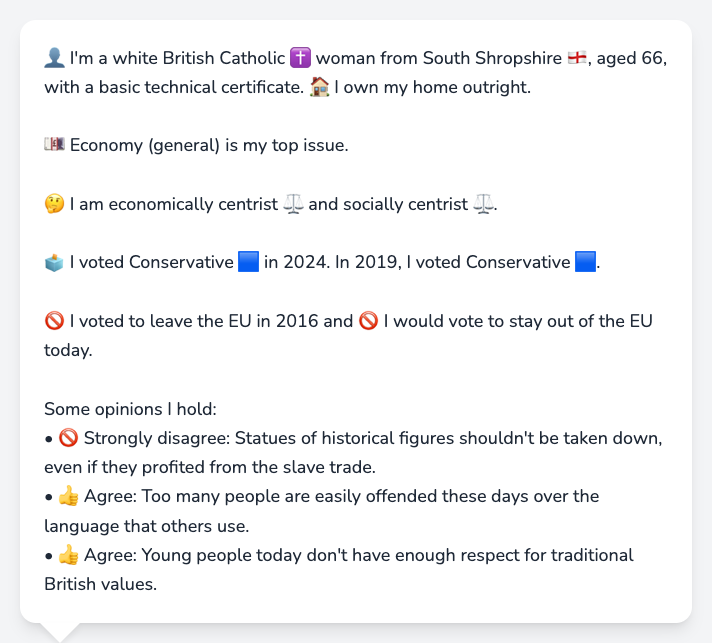 👤 I'm a white British Catholic ✝️ woman from South Shropshire 🏴󠁧󠁢󠁥󠁮󠁧󠁿, aged 66,
with a basic technical certificate. 🏠 I own my home outright.
💷 Economy (general) is my top issue.
🤔 I am economically centrist ⚖️ and socially centrist ⚖️.
🗳️ I voted Conservative 🟦 in 2024. In 2019, I voted Conservative 🟦.
🚫 I voted to leave the EU in 2016 and 🚫 I would vote to stay out of the EU
today.
Some opinions I hold:
• 🚫 Strongly disagree: Statues of historical figures shouldn't be taken down,
even if they profited from the slave trade.
• 👍 Agree: Too many people are easily offended these days over the
language that others use.
• 👍 Agree: Young people today don't have enough respect for traditional
British values.